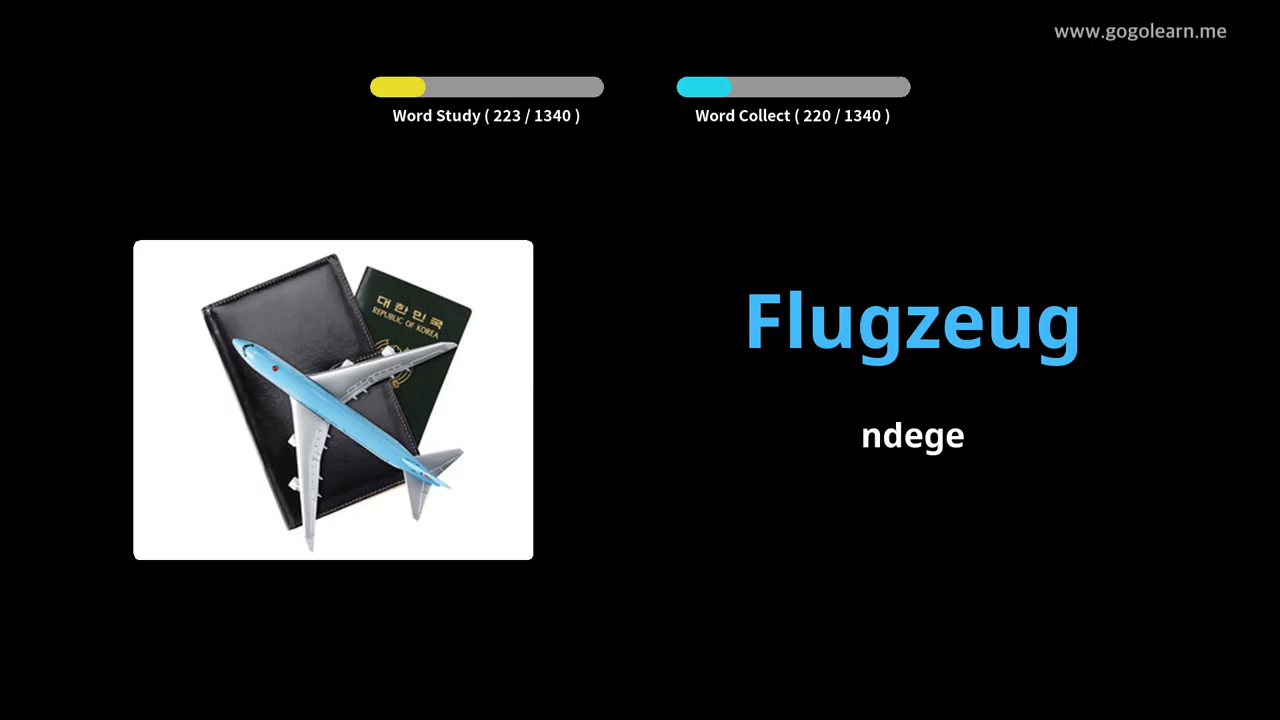 www.gogolearn.me
Word Study ( 223 / 1340 )
Word Collect ( 220 / 1340 )
대한민국
REPUBLIC OF KOREA
Flugzeug
ndege